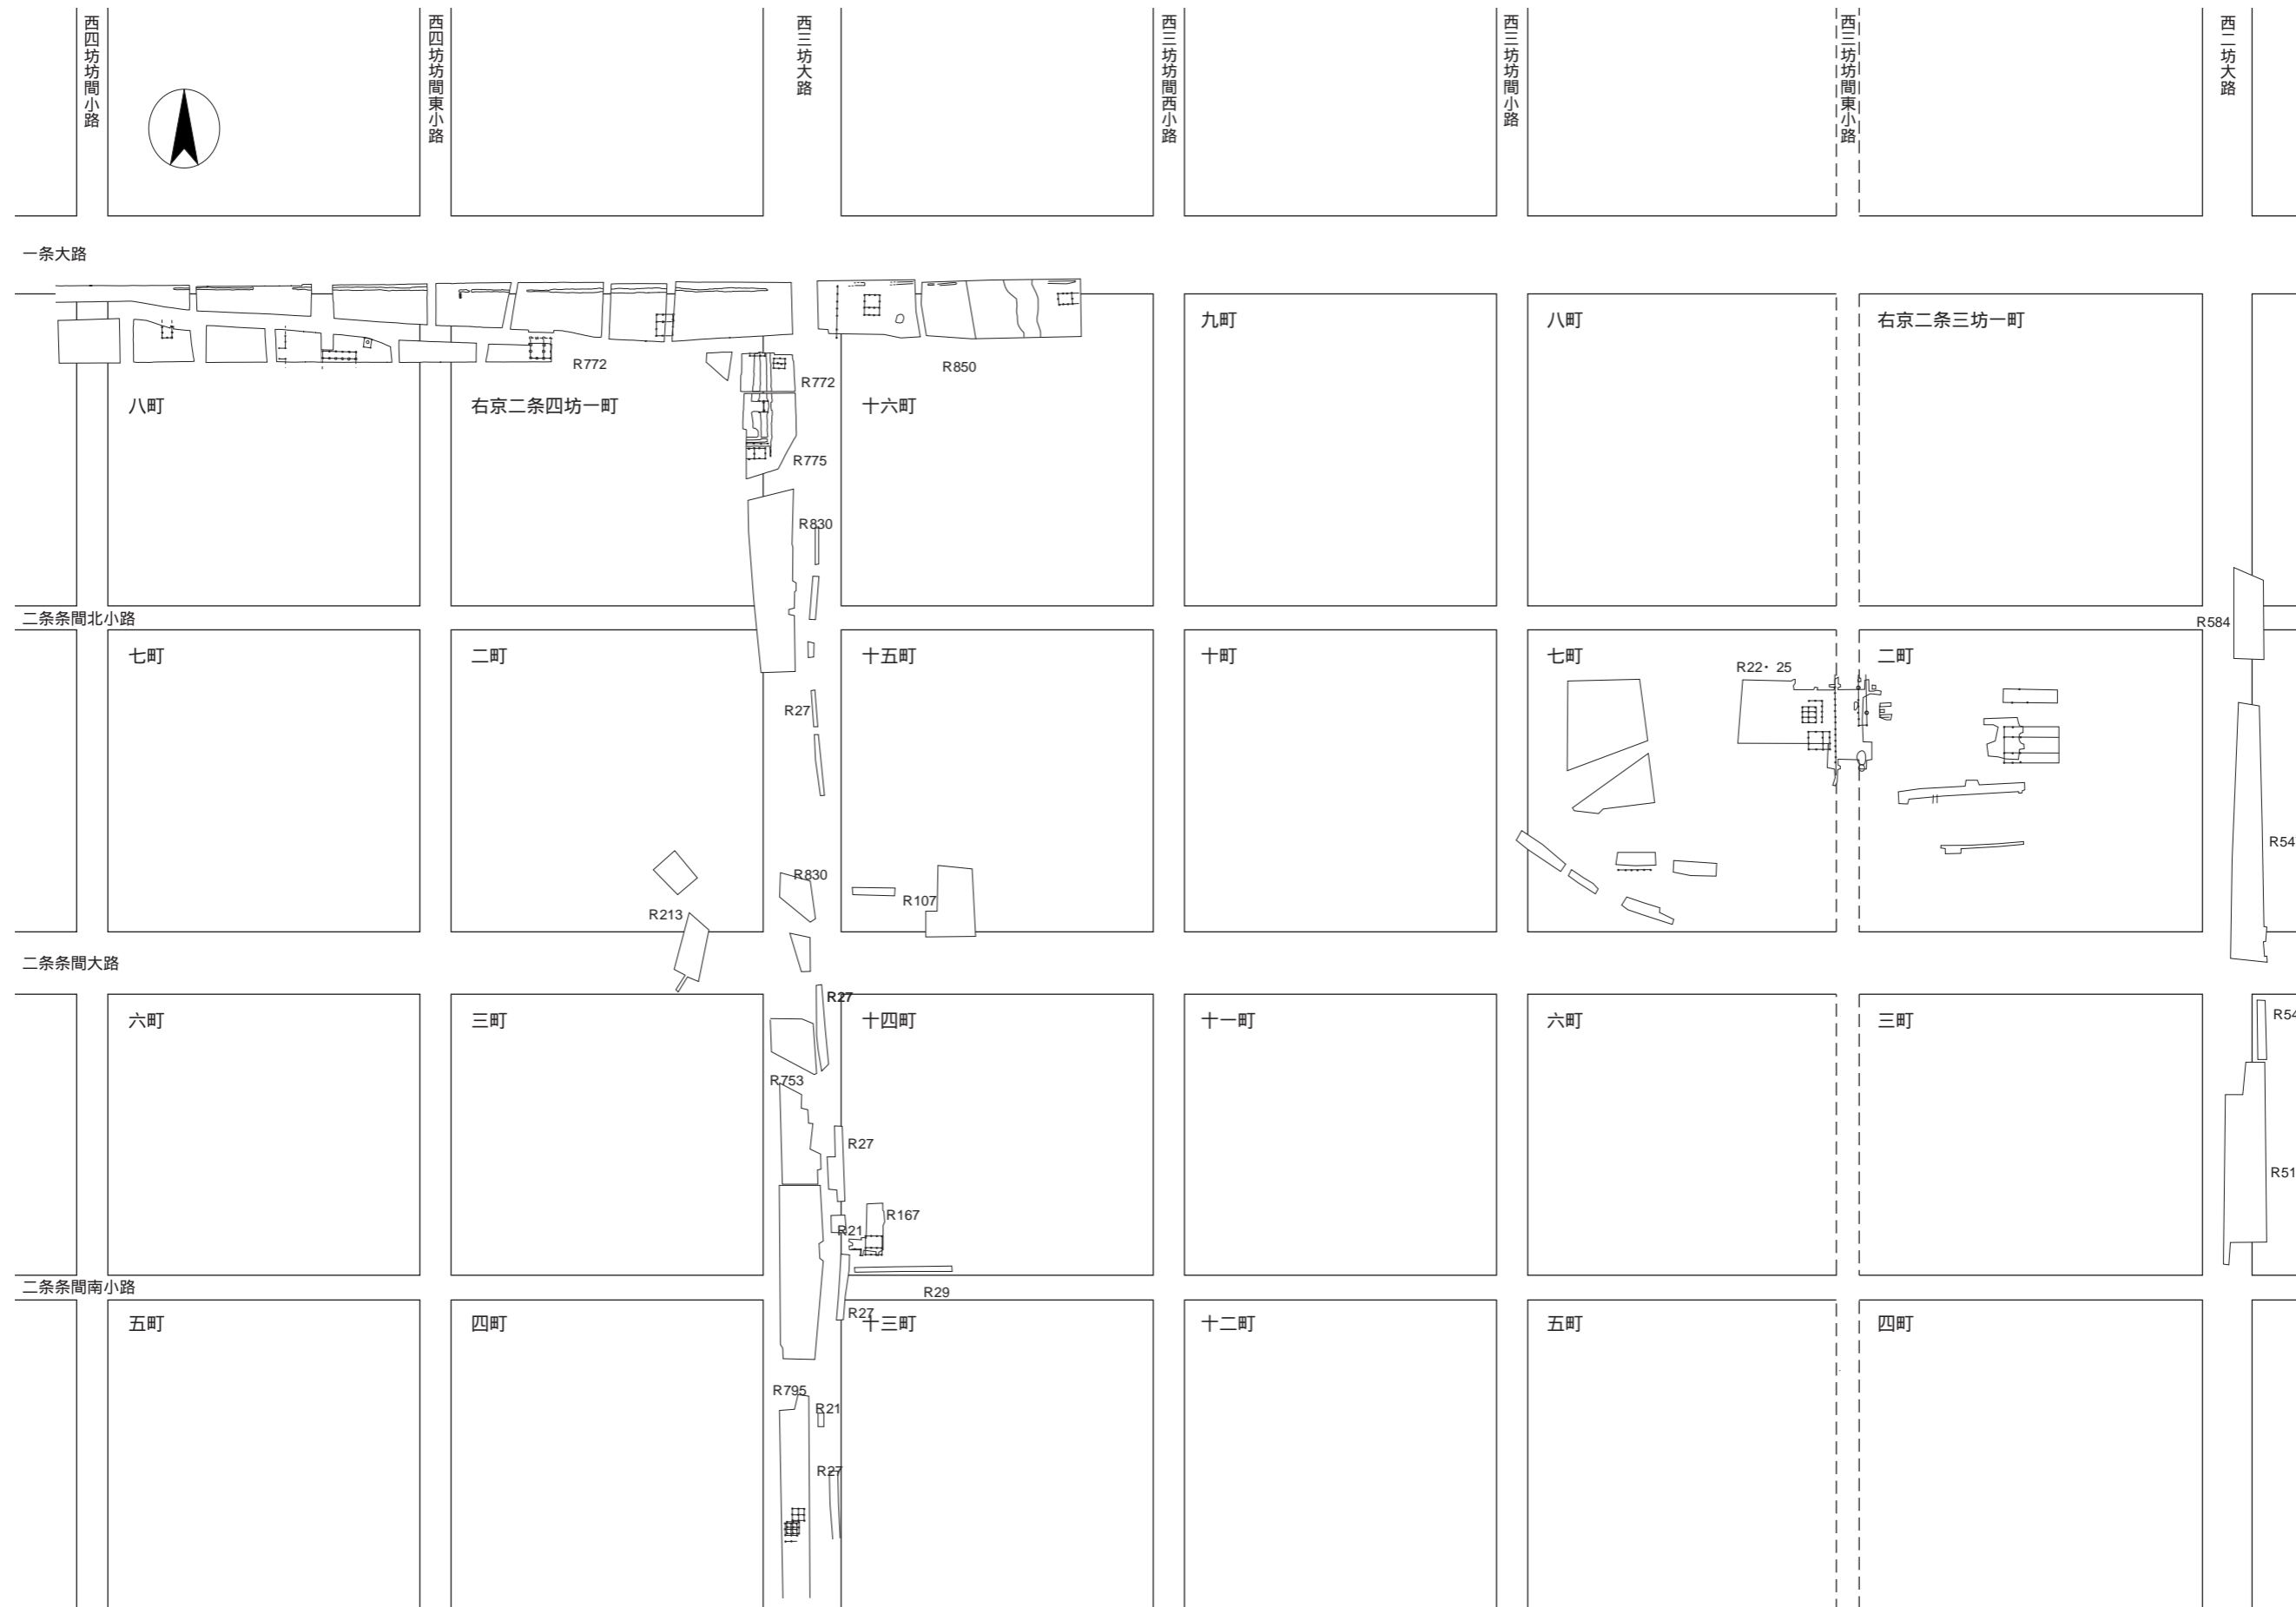 西四坊坊間小路
西四坊坊間東小路
西三坊大路
西三坊坊間西小路
西三坊坊間小路
西三坊坊間東小路
西二坊大路
一条大路
九町
八町
右京二条三坊一町
R772
R850
R772
八町
右京二条四坊一町
十六町
R775
R830
二条条間北小路
R584
七町
二町
十五町
十町
七町
R22・25
二町
R27
R54
R830
R107
R213
二条条間大路
R27
六町
三町
十四町
十一町
六町
三町
R54
R753
R27
R51
R167
R21
二条条間南小路
R29
R27
五町
四町
十三町
十二町
五町
四町
R795
R21
R27